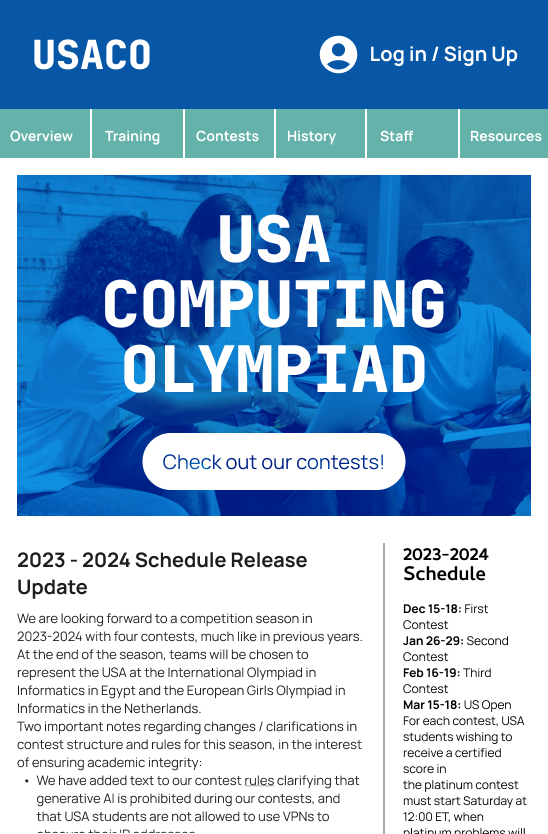 USACO
Log in / Sign Up
Overview
Training
Contests
History
Staff
Resources
USA
COMPUTING
OLYMPIAD
Check out our contests!
2023 - 2024 Schedule Release
Update
We are looking forward to a competition season in
2023-2024 with four contests, much like in previous years.
At the end of the season, teams will be chosen to
represent the USA at the International Olympiad in
Informatics in Egypt and the European Girls Olympiad in
Informatics in the Netherlands.
Two important notes regarding changes / clarifications in
contest structure and rules for this season, in the interest
of ensuring academic integrity:
• We have added text to our contest rules clarifying that
generative AI is prohibited during our contests, and
that USA students are not allowed to use VPNs to
obscure their IP addresses
2023-2024
Schedule
Dec 15-18: First
Contest
Jan 26-29: Second
Contest
Feb 16-19: Third
Contest
Mar 15-18: US Open
For each contest, USA
students wishing to
receive a certified
score in
the platinum contest
must start Saturday at
12:00 ET, when
platinum problems will